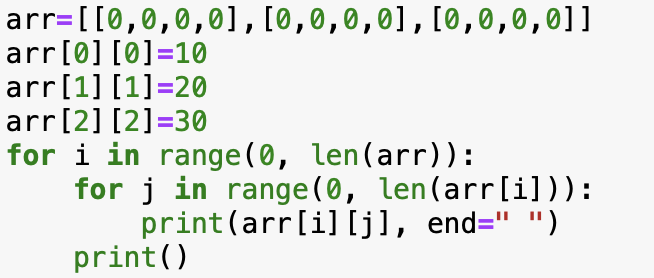 arr=[[0,0,0,0],[0,0,0,0],[0,0,0,0]]
arr[0][0]=10
arr[1][1]=20
arr[2][2]=30
for i in range(0, len(arr)):
    for j in range(0, len(arr[i])):
        print(arr[i][j], end=" ")
    print()